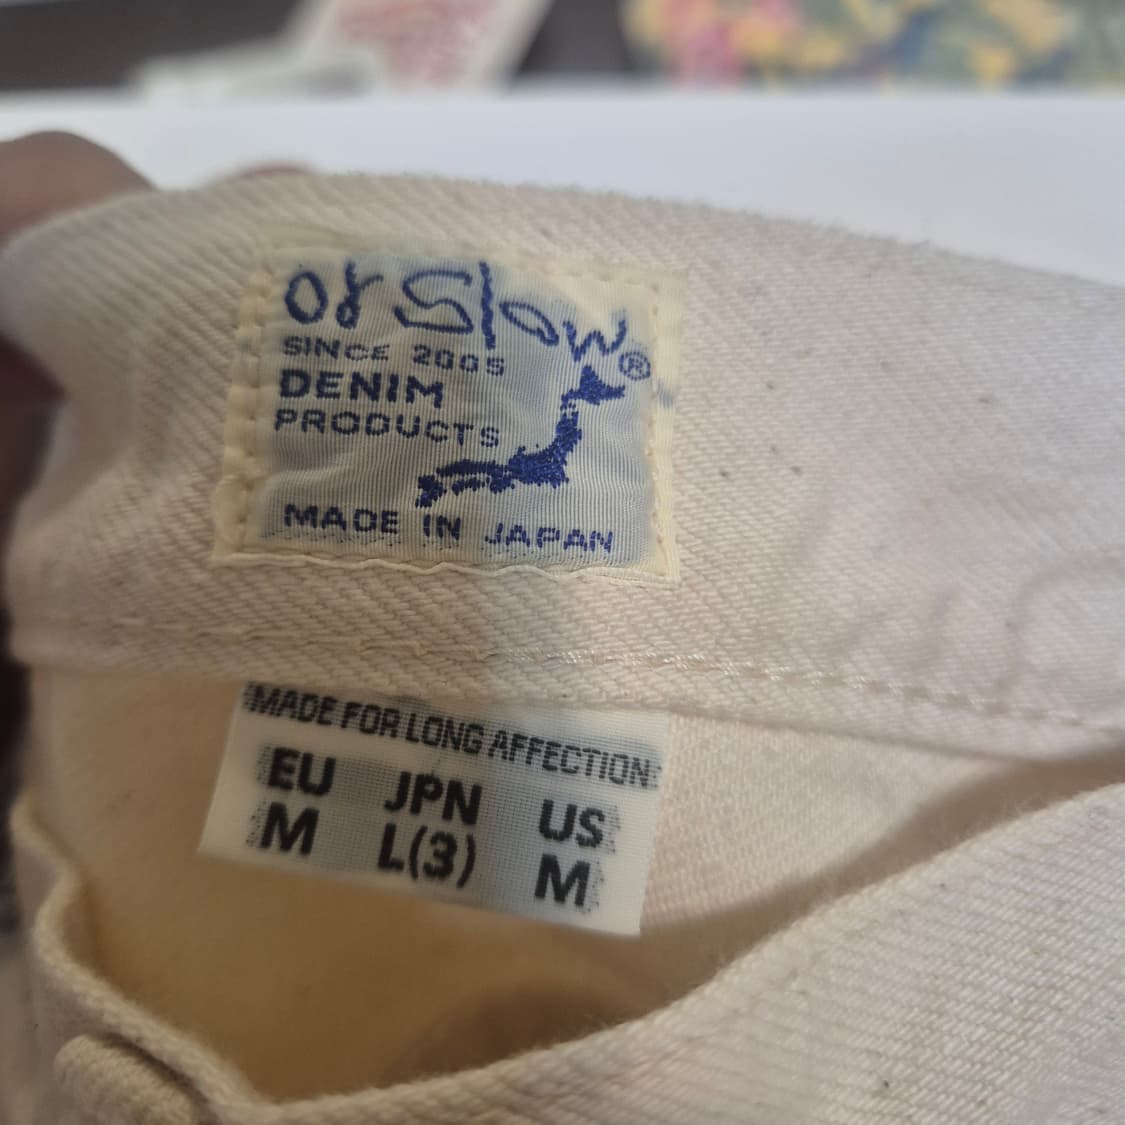 or Slow®
SINCE 2005
DENIM
PRODUCTS
MADE IN JAPAN
MADE FOR LONG AFFECTION
EU JPN US
M L(3) M